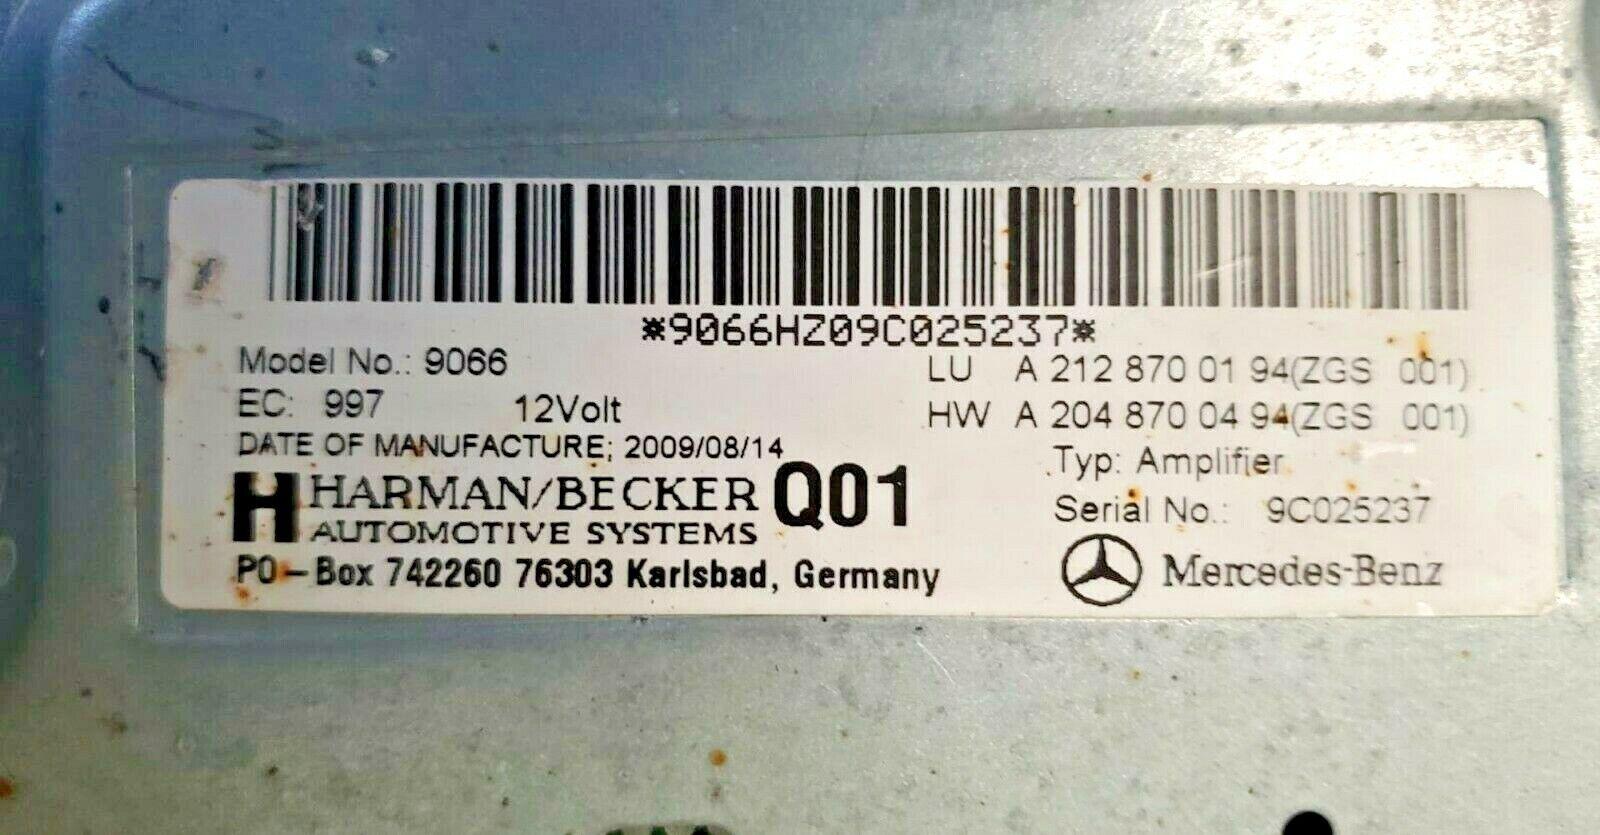 *9066HZ09C025237*
Model No.: 9066
LU A 212 870 01 94(ZGS 001)
EC: 997 12Volt
HW A 204 870 04 94(ZGS 001)
DATE OF MANUFACTURE; 2009/08/14
Typ: Amplifier
H HARMAN/BECKER Q01
AUTOMOTIVE SYSTEMS
Serial No.: 9C025237
PO-Box 742260 76303 Karlsbad, Germany
Mercedes-Benz